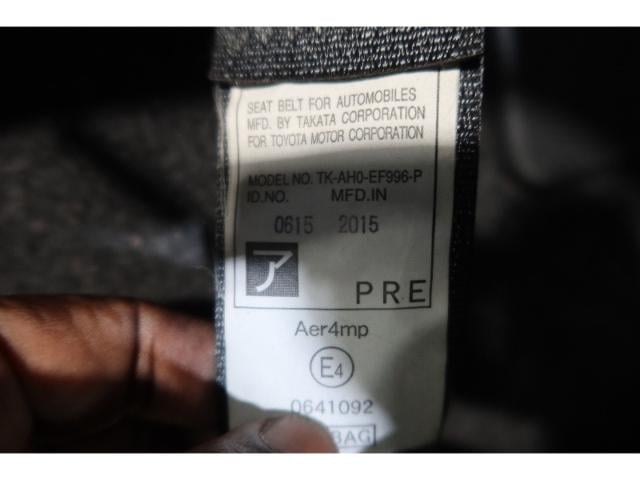 SEAT BELT FOR AUTOMOBILES
MFD. BY TAKATA CORPORATION
FOR TOYOTA MOTOR CORPORATION
MODEL NO. TK-AH0-EF996-P
ID.NO. MFD.IN
0615 2015
ア PRE
Aer4mp
E4
0641092